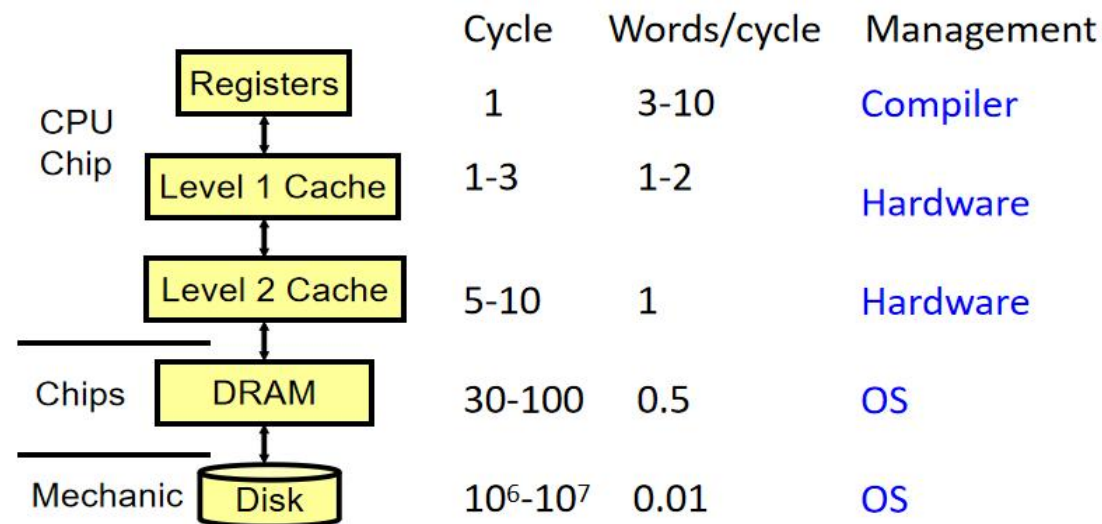 Cycle Words/cycle Management
Registers 1 3-10 Compiler
CPU
Chip
Level 1 Cache 1-3 1-2 Hardware
Level 2 Cache 5-10 1 Hardware
Chips DRAM 30-100 0.5 OS
Mechanic Disk 10⁶-10⁷ 0.01 OS